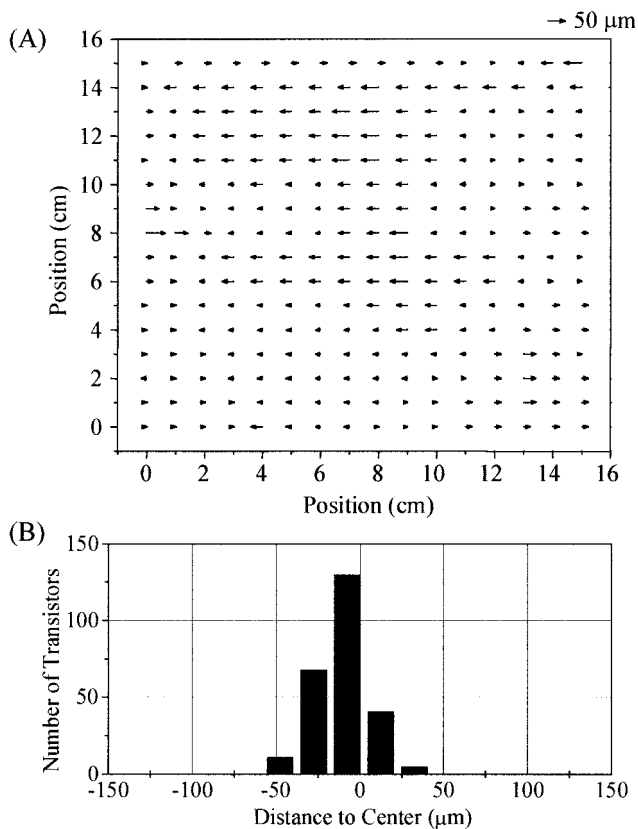 → 50 μm
(A)
16
14
12
10
8
6
4
2
0
Position (cm)
0 2 4 6 8 10 12 14 16
Position (cm)
(B)
150
100
50
0
Number of Transistors
-150 -100 -50 0 50 100 150
Distance to Center (μm)